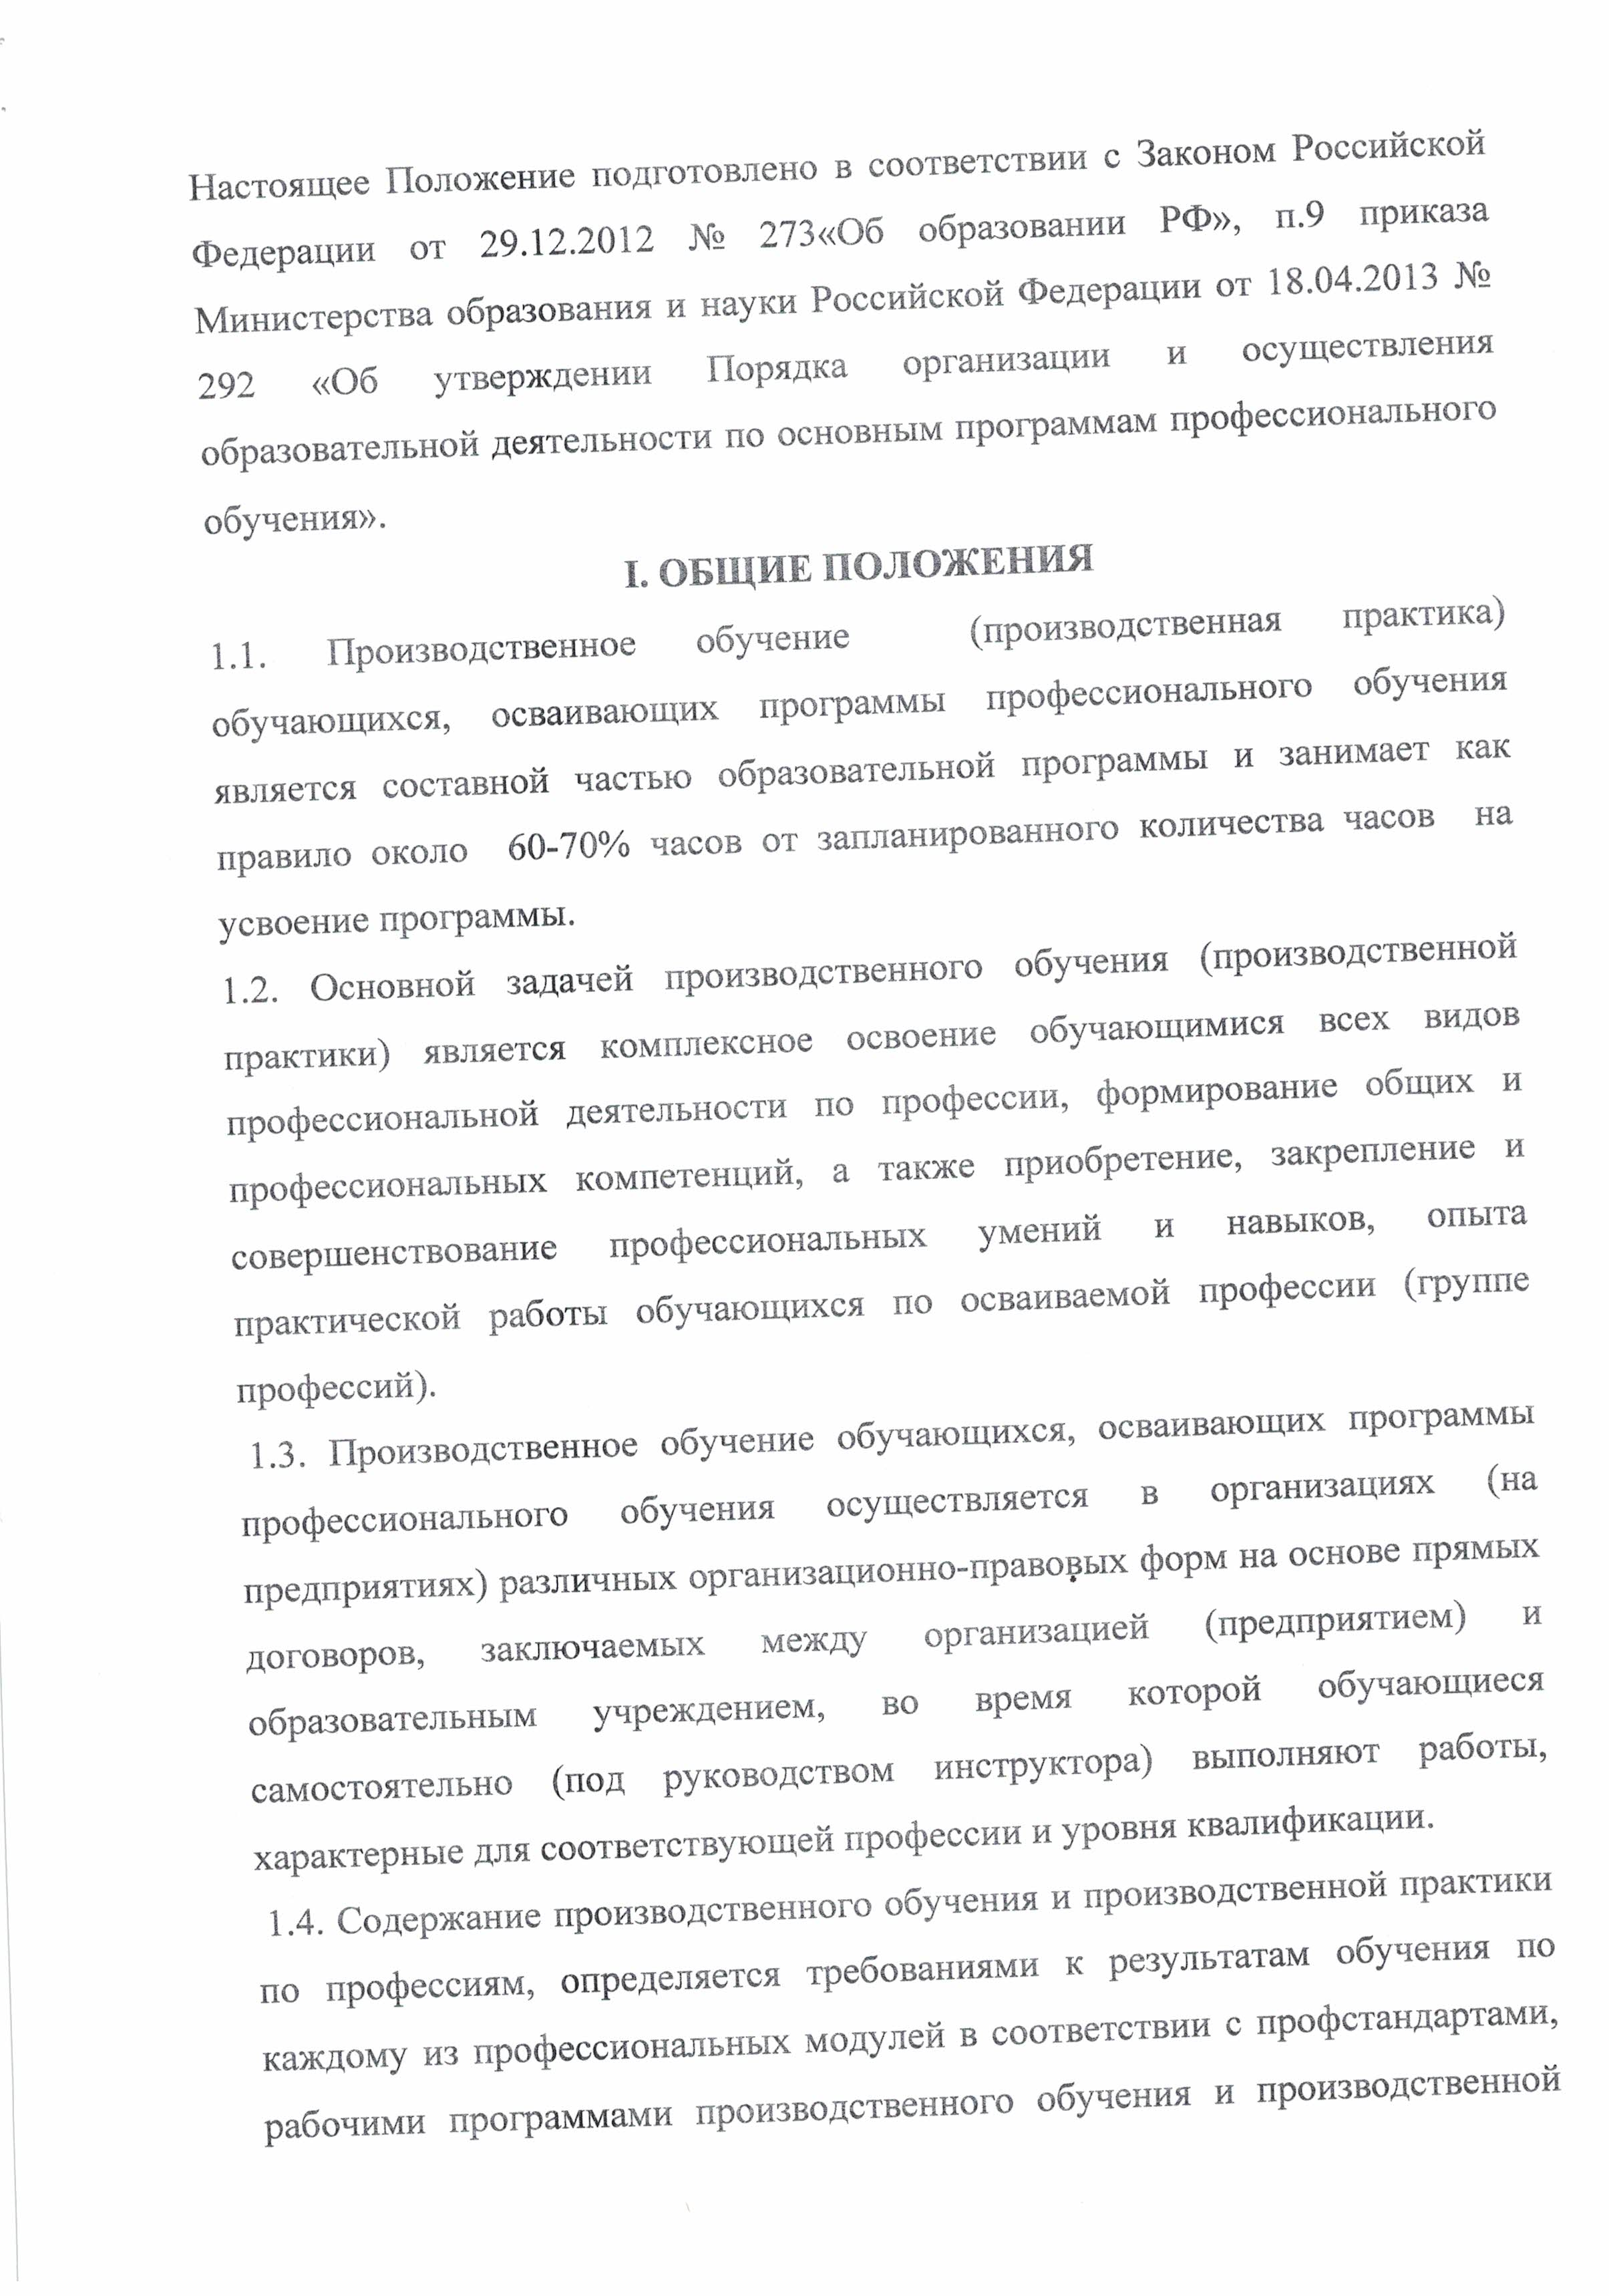 Настоящее Положение подготовлено в соответствии с Законом Российской
Федерации от 29.12.2012 № 273«Об образовании РФ», п.9 приказа
Министерства образования и науки Российской Федерации от 18.04.2013 №
292 «Об утверждении Порядка организации и осуществления
образовательной деятельности по основным программам профессионального
обучения».
I. ОБЩИЕ ПОЛОЖЕНИЯ
1.1. Производственное обучение (производственная практика)
обучающихся, осваивающих программы профессионального обучения
является составной частью образовательной программы и занимает как
правило около 60-70% часов от запланированного количества часов на
усвоение программы.
1.2. Основной задачей производственного обучения (производственной
практики) является комплексное освоение обучающимися всех видов
профессиональной деятельности по профессии, формирование общих и
профессиональных компетенций, а также приобретение, закрепление и
совершенствование профессиональных умений и навыков, опыта
практической работы обучающихся по осваиваемой профессии (группе
профессий).
1.3. Производственное обучение обучающихся, осваивающих программы
профессионального обучения осуществляется в организациях (на
предприятиях) различных организационно-правовых форм на основе прямых
договоров, заключаемых между организацией (предприятием) и
образовательным учреждением, во время которой обучающиеся
самостоятельно (под руководством инструктора) выполняют работы,
характерные для соответствующей профессии и уровня квалификации.
1.4. Содержание производственного обучения и производственной практики
по профессиям, определяется требованиями к результатам обучения по
каждому из профессиональных модулей в соответствии с профстандартами,
рабочими программами производственного обучения и производственной